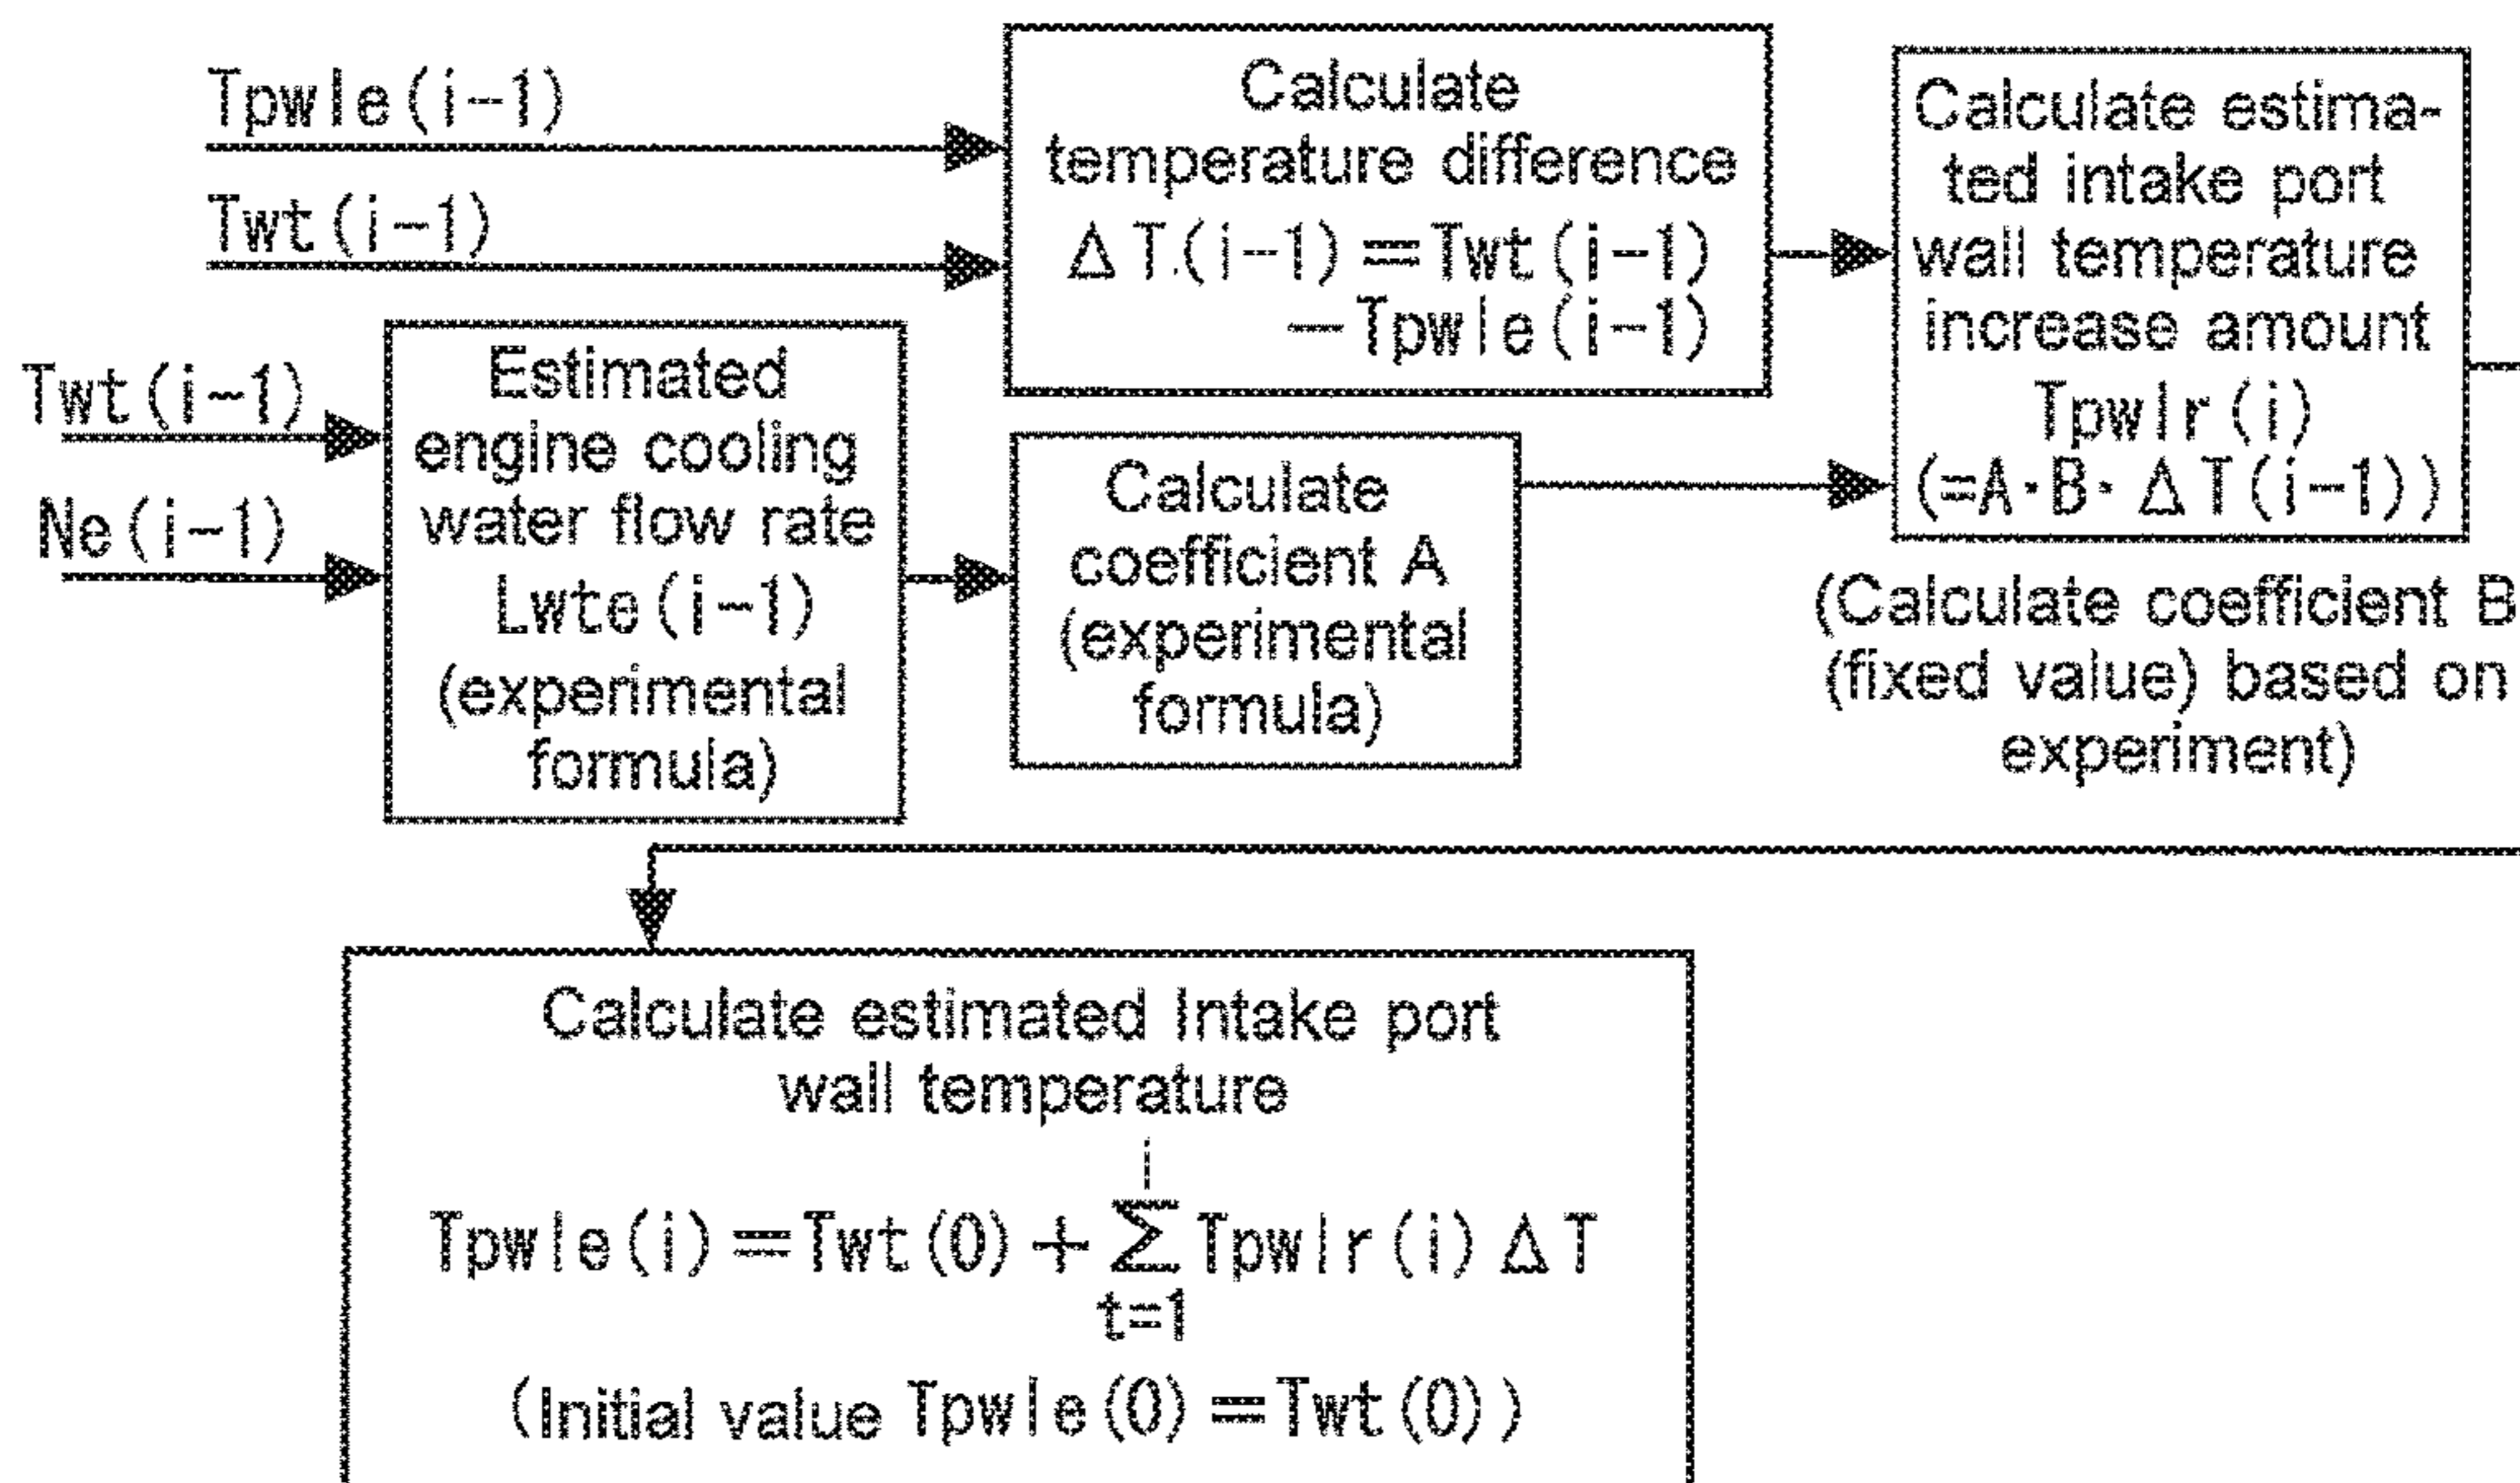 Tpwle(i-1)
Twt(i-1)
Calculate
temperature difference
ΔT.(i-1)=Twt(i-1)
-Tpwle(i-1)
Calculate estima-
ted intake port
wall temperature
increase amount
Tpwlr(i)
(=A·B·ΔT(i-1))
(Calculate coefficient B
(fixed value) based on
experiment)
Twt(i-1)
Ne(i-1)
Estimated
engine cooling
water flow rate
Lwte(i-1)
(experimental
formula)
Calculate
coefficient A
(experimental
formula)
Calculate estimated Intake port
wall temperature
i
Tpwle(i)=Twt(0)+∑Tpwlr(i)ΔT
t=1
(Initial value Tpwle(0)=Twt(0))